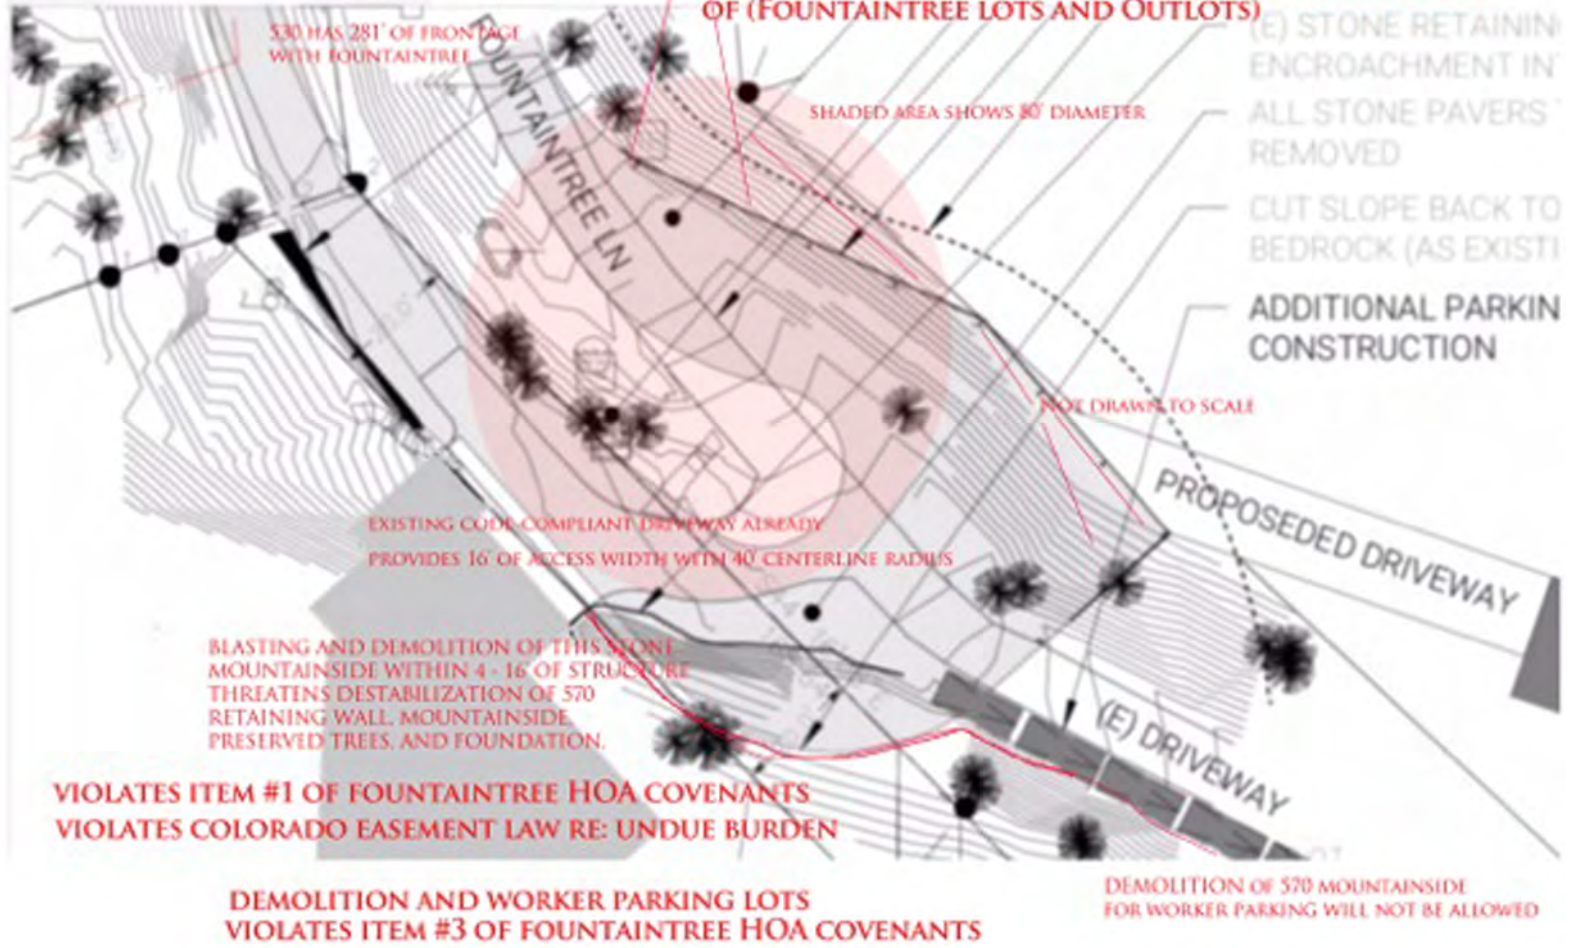 OF (FOUNTAINTREE LOTS AND OUTLOTS)
530 HAS 281' OF FRONTAGE
WITH FOUNTAINTREE
(E) STONE RETAININ
ENCROACHMENT IN
SHADED AREA SHOWS 80' DIAMETER
ALL STONE PAVERS
REMOVED
FOUNTAINTREE LN
CUT SLOPE BACK TO
BEDROCK (AS EXISTI
ADDITIONAL PARKIN
CONSTRUCTION
NOT DRAWN TO SCALE
PROPOSEDED DRIVEWAY
EXISTING CODE-COMPLIANT DRIVEWAY ALREADY
PROVIDES 16' OF ACCESS WIDTH WITH 40' CENTERLINE RADIUS
BLASTING AND DEMOLITION OF THIS STONE
MOUNTAINSIDE WITHIN 4 - 16' OF STRUCTURE
THREATENS DESTABILIZATION OF 570
RETAINING WALL, MOUNTAINSIDE,
PRESERVED TREES, AND FOUNDATION.
(E) DRIVEWAY
VIOLATES ITEM #1 OF FOUNTAINTREE HOA COVENANTS
VIOLATES COLORADO EASEMENT LAW RE: UNDUE BURDEN
DEMOLITION AND WORKER PARKING LOTS
VIOLATES ITEM #3 OF FOUNTAINTREE HOA COVENANTS
DEMOLITION OF 570 MOUNTAINSIDE
FOR WORKER PARKING WILL NOT BE ALLOWED